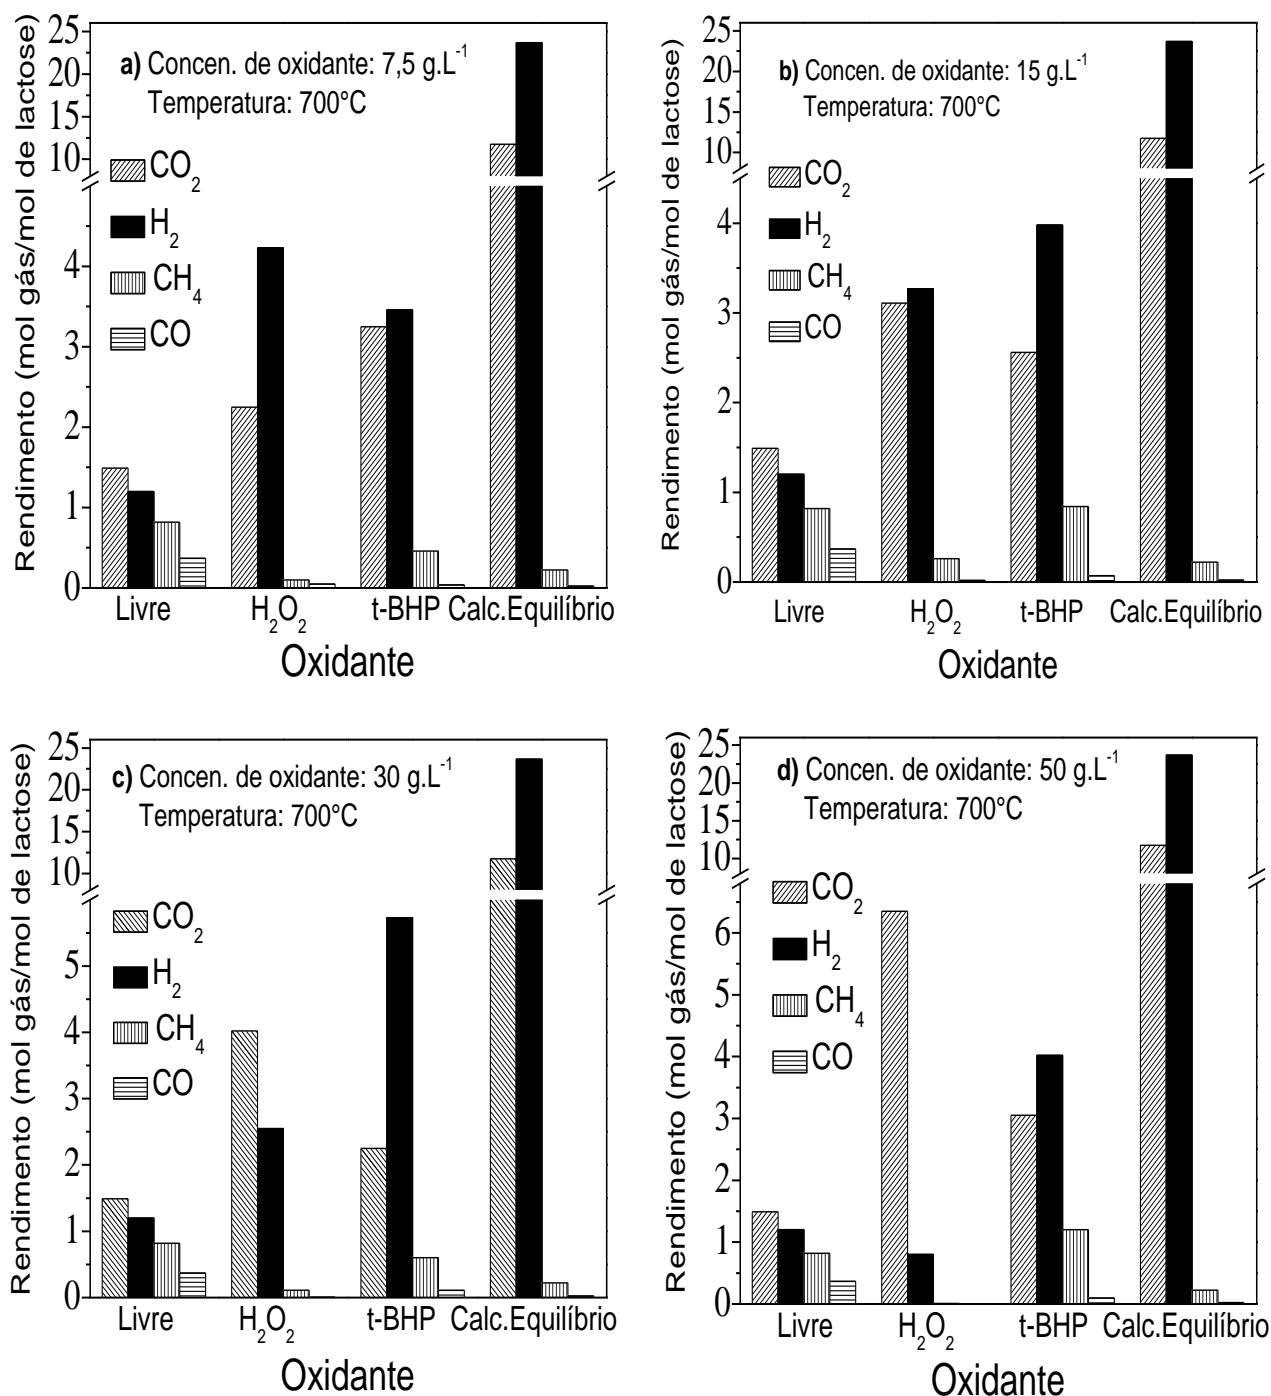 Rendimento (mol gás/mol de lactose)
25
20
15
10
4
3
2
1
0
a) Concen. de oxidante: 7,5 g.L⁻¹
Temperatura: 700°C
CO₂
H₂
CH₄
CO
Livre
H₂O₂
t-BHP
Calc.Equilíbrio
Oxidante
Rendimento (mol gás/mol de lactose)
25
20
15
10
4
3
2
1
0
b) Concen. de oxidante: 15 g.L⁻¹
Temperatura: 700°C
CO₂
H₂
CH₄
CO
Livre
H₂O₂
t-BHP
Calc.Equilíbrio
Oxidante
Rendimento (mol gás/mol de lactose)
25
20
15
10
5
4
3
2
1
0
c) Concen. de oxidante: 30 g.L⁻¹
Temperatura: 700°C
CO₂
H₂
CH₄
CO
Livre
H₂O₂
t-BHP
Calc.Equilíbrio
Oxidante
Rendimento (mol gás/mol de lactose)
25
20
15
10
6
5
4
3
2
1
0
d) Concen. de oxidante: 50 g.L⁻¹
Temperatura: 700°C
CO₂
H₂
CH₄
CO
Livre
H₂O₂
t-BHP
Calc.Equilíbrio
Oxidante